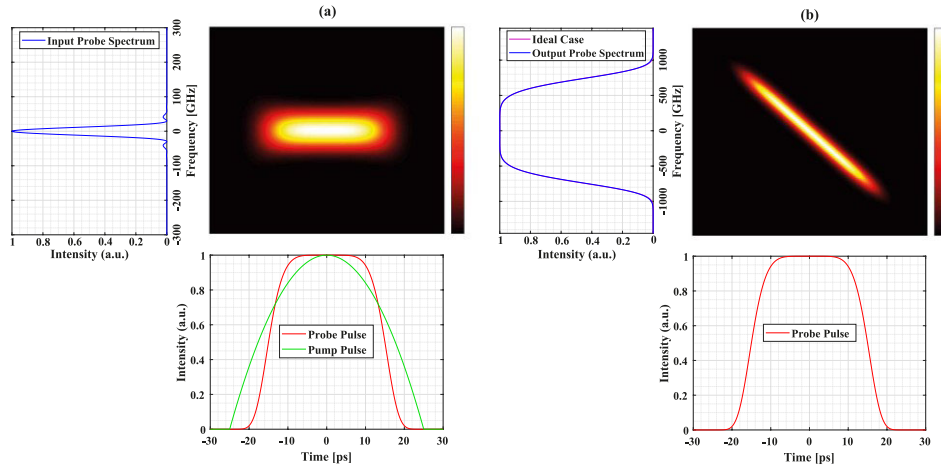 (a)
Input Probe Spectrum
300
200
100
0
-100
-200
-300
Frequency [GHz]
1 0.8 0.6 0.4 0.2 0
Intensity (a.u.)
Probe Pulse
Pump Pulse
1
0.8
0.6
0.4
0.2
0
Intensity (a.u.)
-30 -20 -10 0 10 20 30
Time [ps]
(b)
Ideal Case
Output Probe Spectrum
1000
500
0
-500
-1000
Frequency [GHz]
1 0.8 0.6 0.4 0.2 0
Intensity (a.u.)
Probe Pulse
1
0.8
0.6
0.4
0.2
0
Intensity (a.u.)
-30 -20 -10 0 10 20 30
Time [ps]